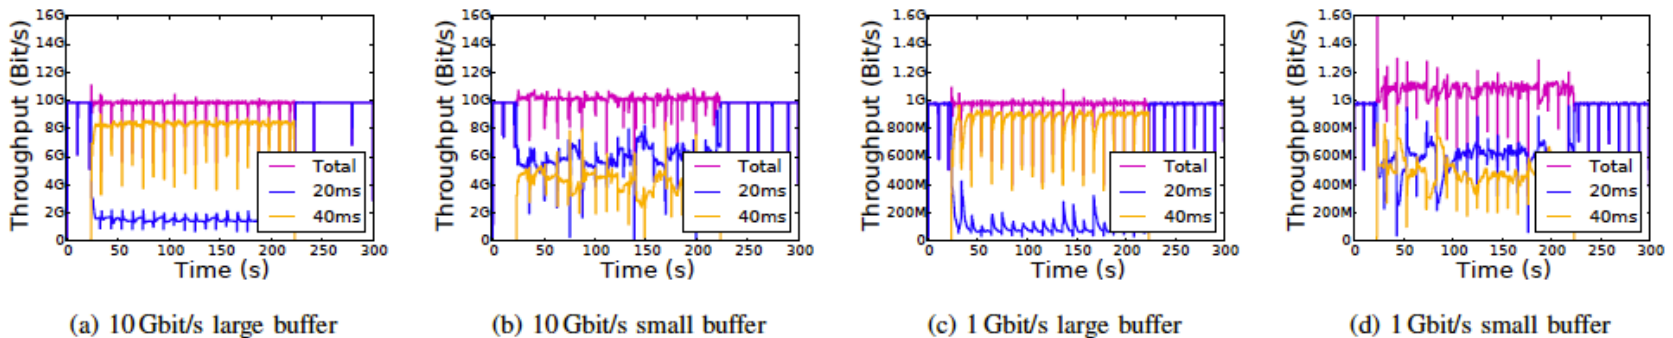 Throughput (Bit/s)
16G
14G
12G
10G
8G
6G
4G
2G
0
Total
20ms
40ms
0 50 100 150 200 250 300
Time (s)
(a) 10 Gbit/s large buffer
Throughput (Bit/s)
16G
14G
12G
10G
8G
6G
4G
2G
0
Total
20ms
40ms
0 50 100 150 200 250 300
Time (s)
(b) 10 Gbit/s small buffer
Throughput (Bit/s)
1.6G
1.4G
1.2G
1G
800M
600M
400M
200M
0
Total
20ms
40ms
0 50 100 150 200 250 300
Time (s)
(c) 1 Gbit/s large buffer
Throughput (Bit/s)
1.6G
1.4G
1.2G
1G
800M
600M
400M
200M
0
Total
20ms
40ms
0 50 100 150 200 250 300
Time (s)
(d) 1 Gbit/s small buffer